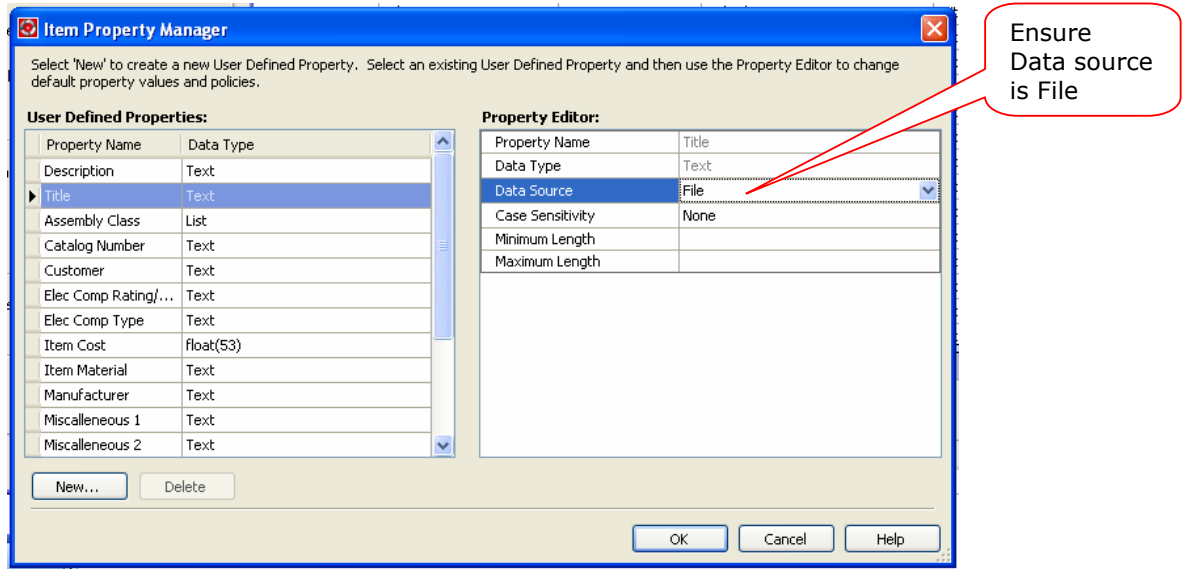 Item Property Manager
Select 'New' to create a new User Defined Property. Select an existing User Defined Property and then use the Property Editor to change
default property values and policies.
User Defined Properties:
Property Name Data Type
Description Text
Title Text
Assembly Class List
Catalog Number Text
Customer Text
Elec Comp Rating/... Text
Elec Comp Type Text
Item Cost float(53)
Item Material Text
Manufacturer Text
Miscalleneous 1 Text
Miscalleneous 2 Text
New... Delete
Property Editor:
Property Name Title
Data Type Text
Data Source File
Case Sensitivity None
Minimum Length
Maximum Length
OK Cancel Help
Ensure
Data source
is File